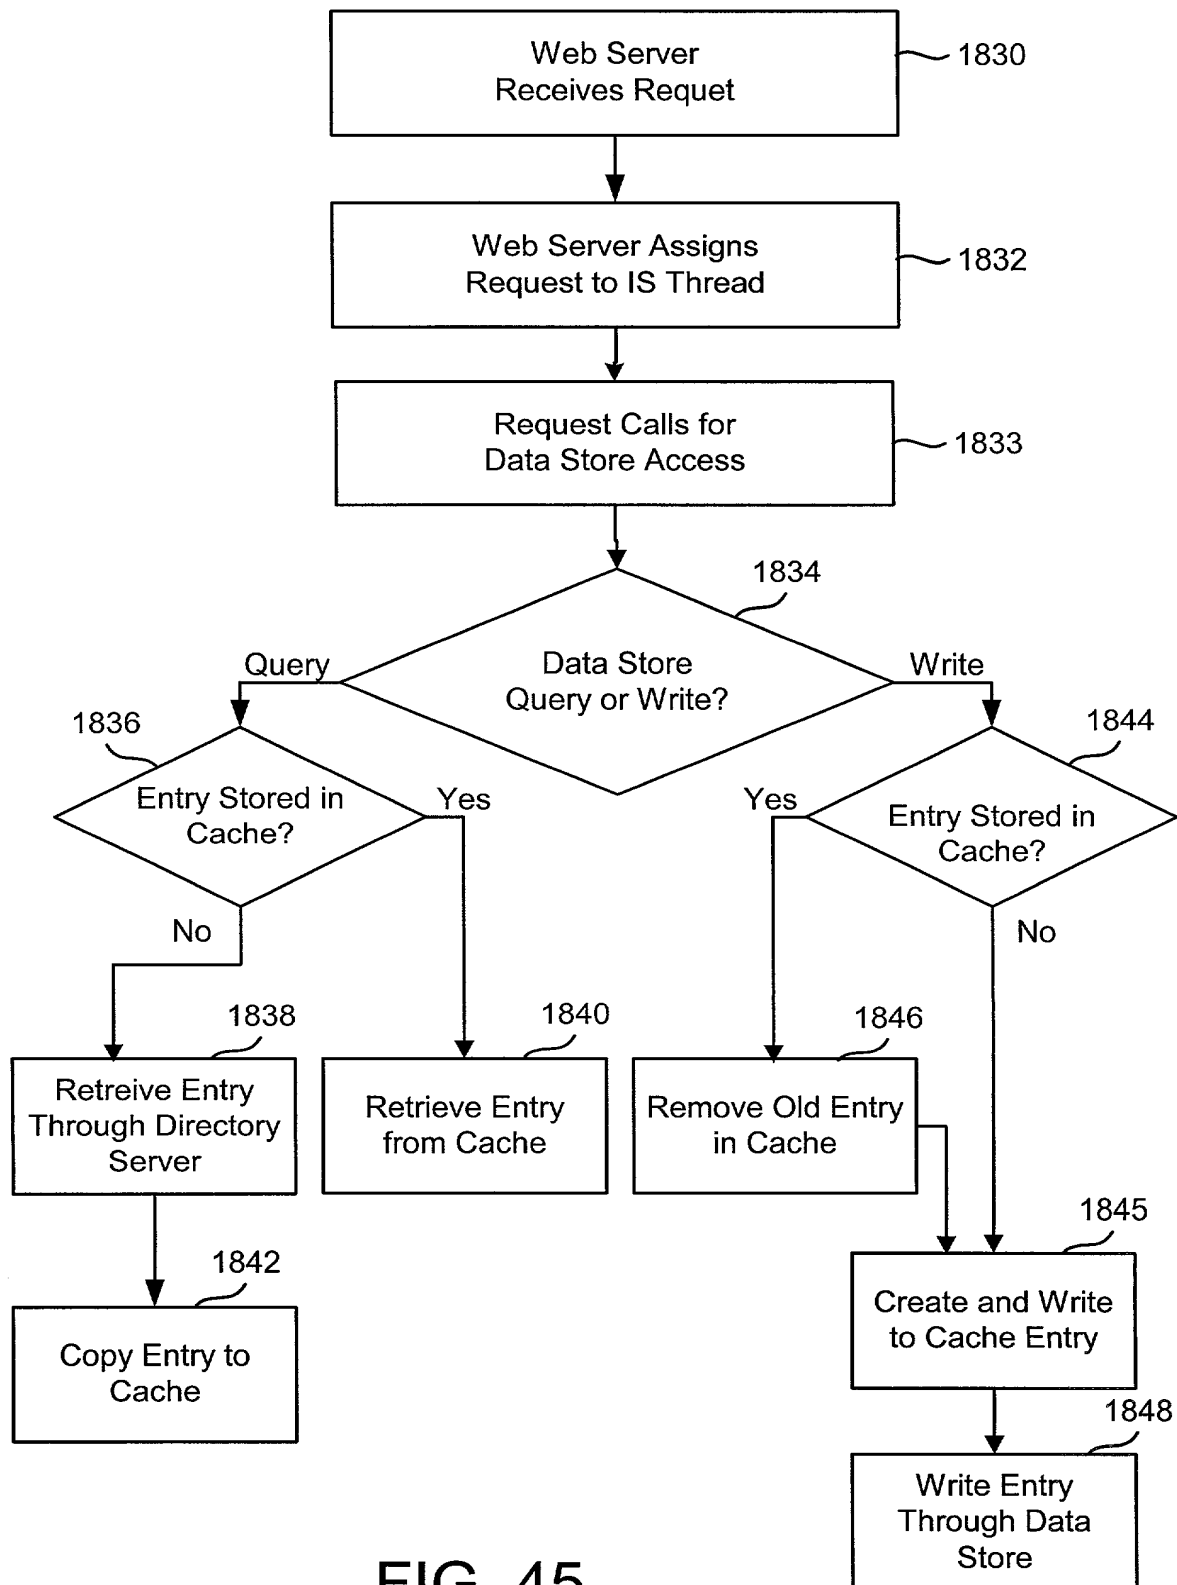 Web Server
Receives Requet
1830
Web Server Assigns
Request to IS Thread
1832
Request Calls for
Data Store Access
1833
1834
Data Store
Query or Write?
Query
Write
1836
Entry Stored in
Cache?
Yes
No
1844
Entry Stored in
Cache?
Yes
No
1838
Retreive Entry
Through Directory
Server
1840
Retrieve Entry
from Cache
1846
Remove Old Entry
in Cache
1842
Copy Entry to
Cache
1845
Create and Write
to Cache Entry
1848
Write Entry
Through Data
Store
FIG. 45